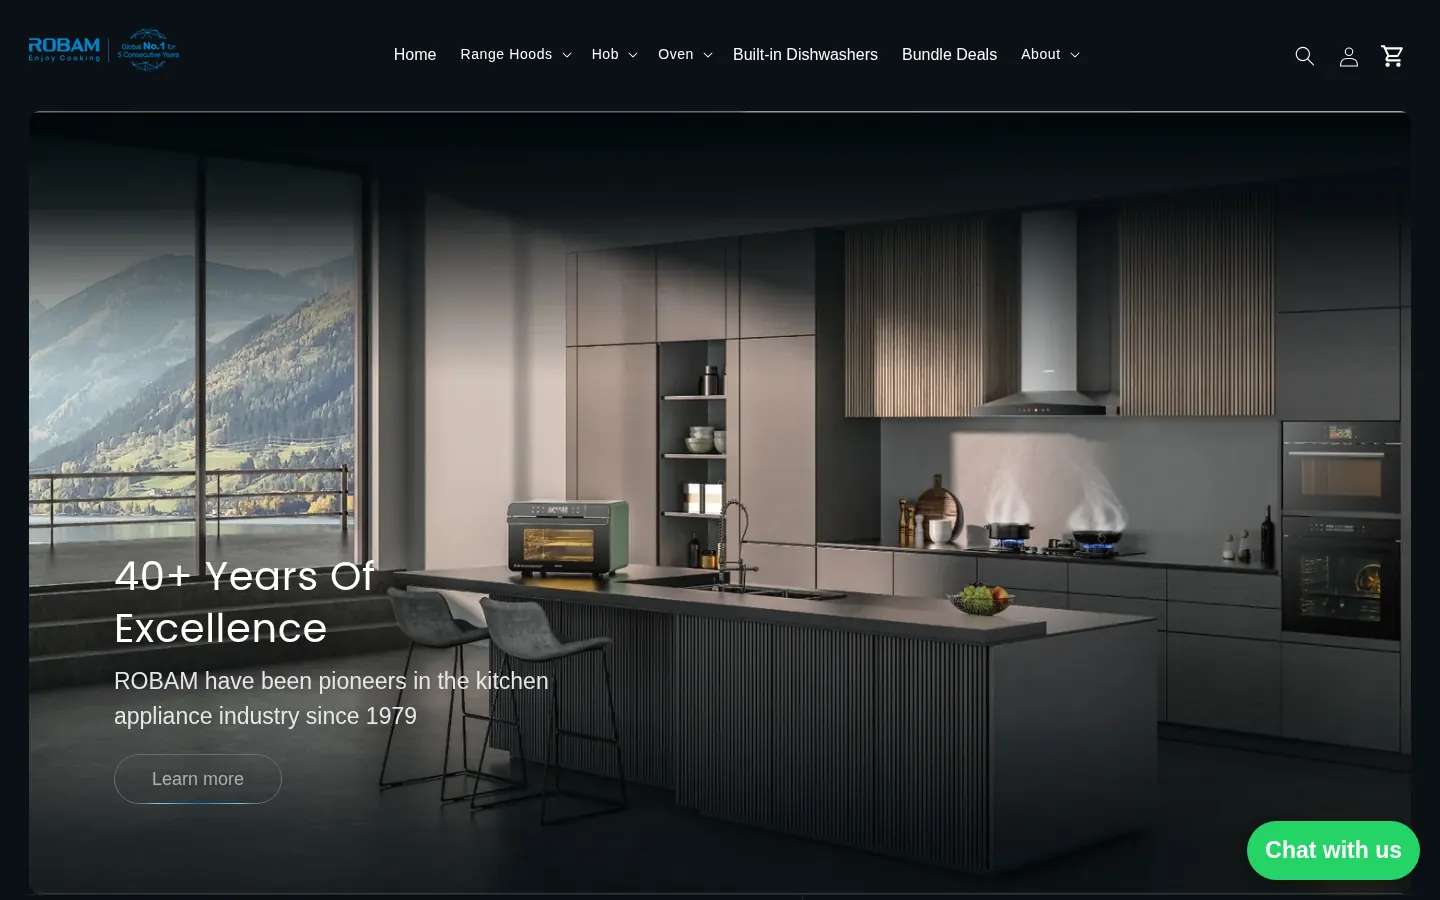 ROBAM
Enjoy Cooking
Global No.1 for
5 Consecutive Years
Home
Range Hoods
Hob
Oven
Built-in Dishwashers
Bundle Deals
About
40+ Years Of
Excellence
ROBAM have been pioneers in the kitchen
appliance industry since 1979
Learn more
Chat with us